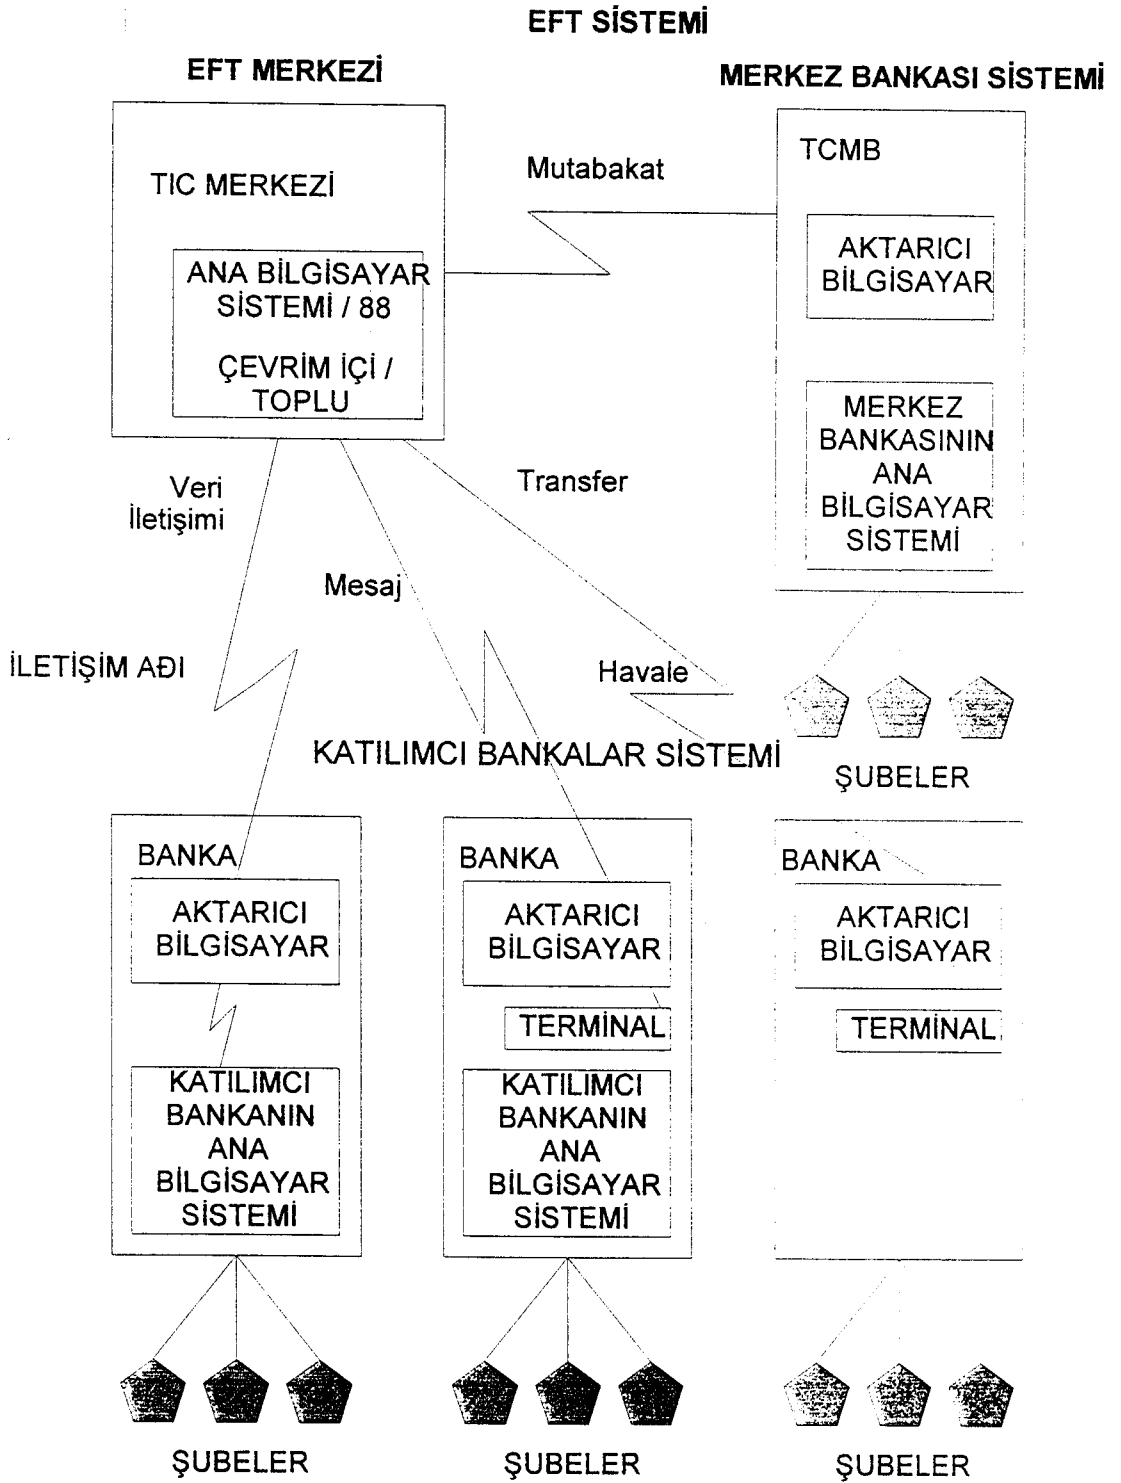 EFT SİSTEMİ
EFT MERKEZİ
MERKEZ BANKASI SİSTEMİ
TIC MERKEZİ
ANA BİLGİSAYAR
SİSTEMİ / 88
ÇEVRİM İÇİ /
TOPLU
Mutabakat
TCMB
AKTARICI
BİLGİSAYAR
MERKEZ
BANKASININ
ANA
BİLGİSAYAR
SİSTEMİ
Veri
İletişimi
Transfer
Mesaj
İLETİŞİM AĐI
Havale
KATILIMCI BANKALAR SİSTEMİ
ŞUBELER
BANKA
AKTARICI
BİLGİSAYAR
KATILIMCI
BANKANIN
ANA
BİLGİSAYAR
SİSTEMİ
ŞUBELER
BANKA
AKTARICI
BİLGİSAYAR
TERMİNAL
KATILIMCI
BANKANIN
ANA
BİLGİSAYAR
SİSTEMİ
ŞUBELER
BANKA
AKTARICI
BİLGİSAYAR
TERMİNAL
ŞUBELER